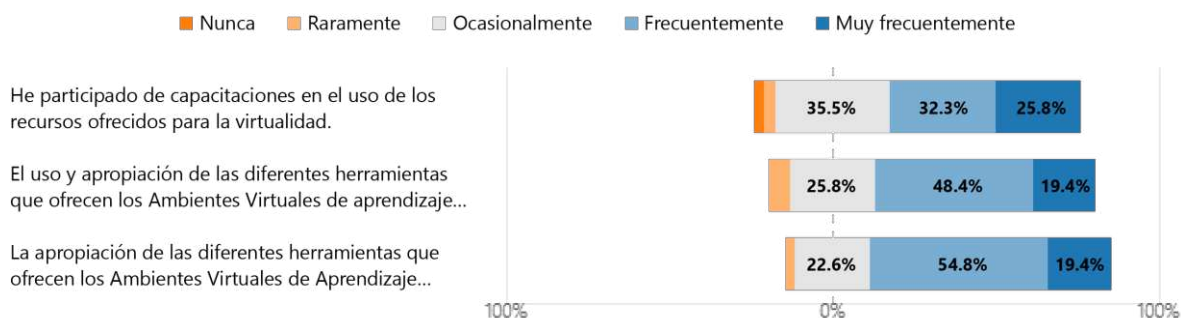 Nunca Raramente Ocasionalmente Frecuentemente Muy frecuentemente
He participado de capacitaciones en el uso de los
recursos ofrecidos para la virtualidad.
35.5% 32.3% 25.8%
El uso y apropiación de las diferentes herramientas
que ofrecen los Ambientes Virtuales de aprendizaje...
25.8% 48.4% 19.4%
La apropiación de las diferentes herramientas que
ofrecen los Ambientes Virtuales de Aprendizaje...
22.6% 54.8% 19.4%
100% 0% 100%